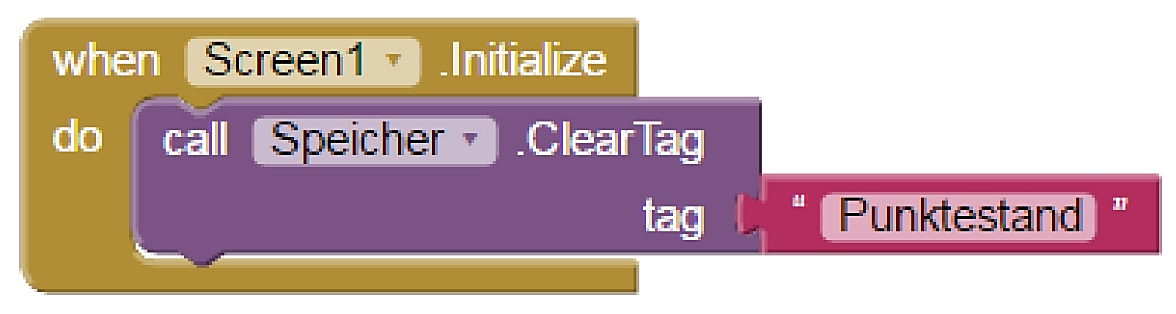 when Screen1 .Initialize
do call Speicher .ClearTag
tag " Punktestand "